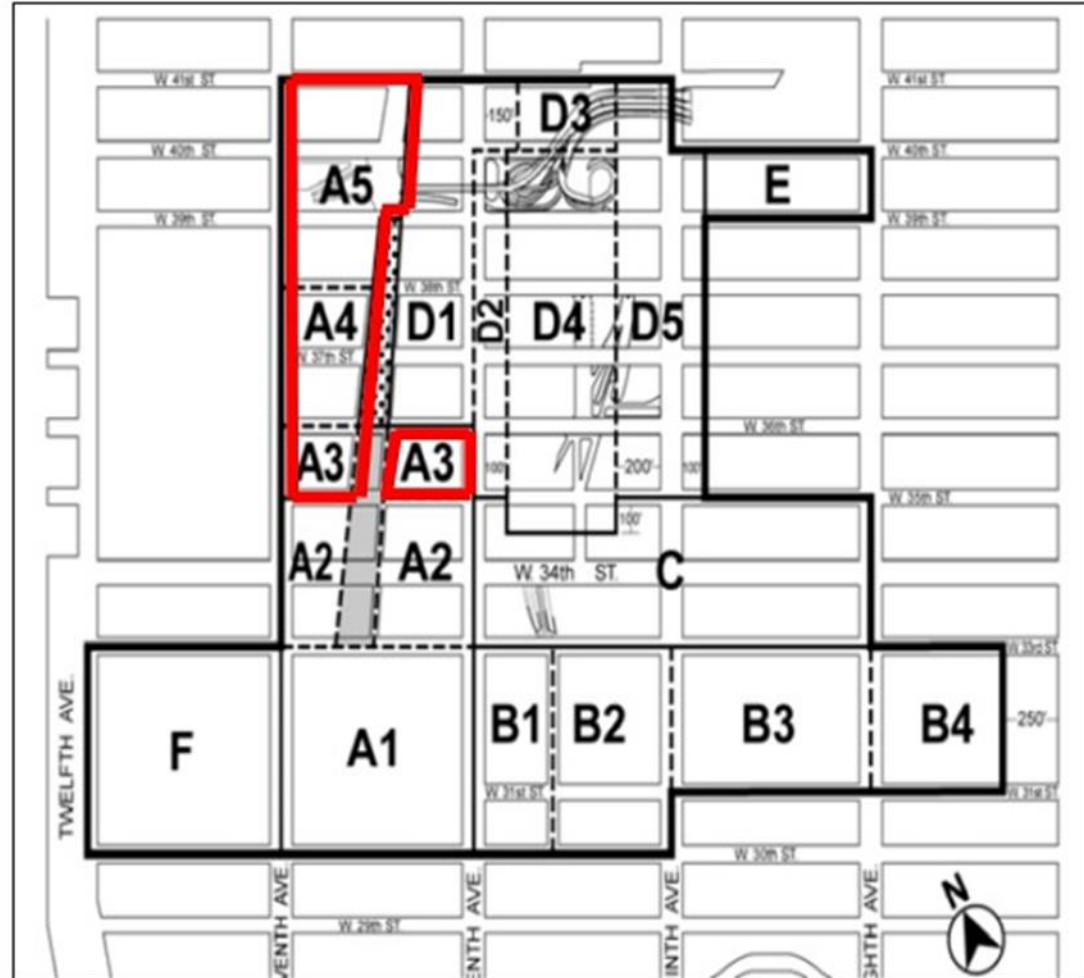 W. 41st ST.
W. 41st ST.
150'
D3
W. 40th ST.
W. 40th ST.
A5
E
W. 39th ST.
W. 39th ST.
W. 38th ST.
A4
D1
D2
D4
D5
W. 37th ST.
W. 36th ST.
A3
A3
100'
200'
100'
W. 35th ST.
100'
A2
A2
W. 34th ST.
C
W. 33rd ST.
TWELFTH AVE.
F
A1
B1
B2
B3
B4
250'
W. 31st ST.
W. 31st ST.
W. 30th ST.
VENTH AVE.
ENTH AVE.
INTH AVE.
GHTH AVE.
W. 29th ST.
N